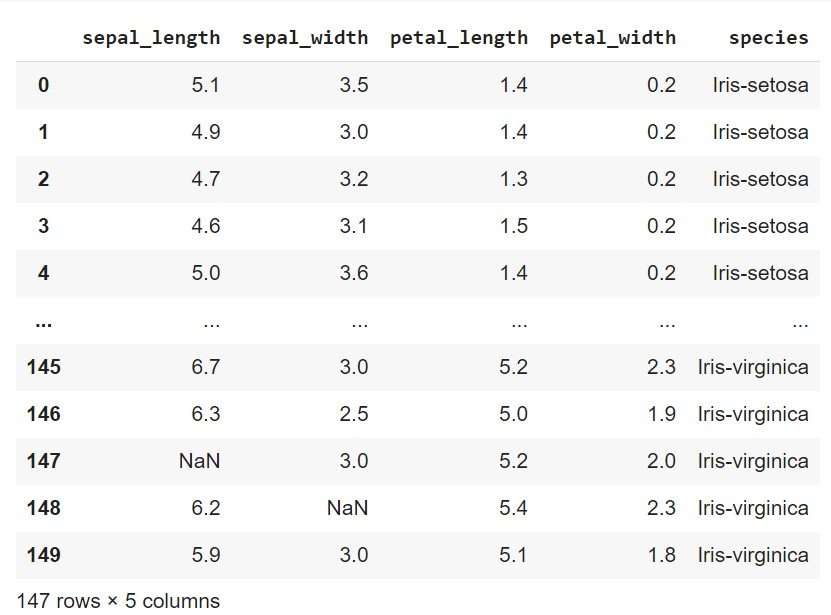 sepal_length sepal_width petal_length petal_width species
0 5.1 3.5 1.4 0.2 Iris-setosa
1 4.9 3.0 1.4 0.2 Iris-setosa
2 4.7 3.2 1.3 0.2 Iris-setosa
3 4.6 3.1 1.5 0.2 Iris-setosa
4 5.0 3.6 1.4 0.2 Iris-setosa
... ... ... ... ... ...
145 6.7 3.0 5.2 2.3 Iris-virginica
146 6.3 2.5 5.0 1.9 Iris-virginica
147 NaN 3.0 5.2 2.0 Iris-virginica
148 6.2 NaN 5.4 2.3 Iris-virginica
149 5.9 3.0 5.1 1.8 Iris-virginica
147 rows × 5 columns